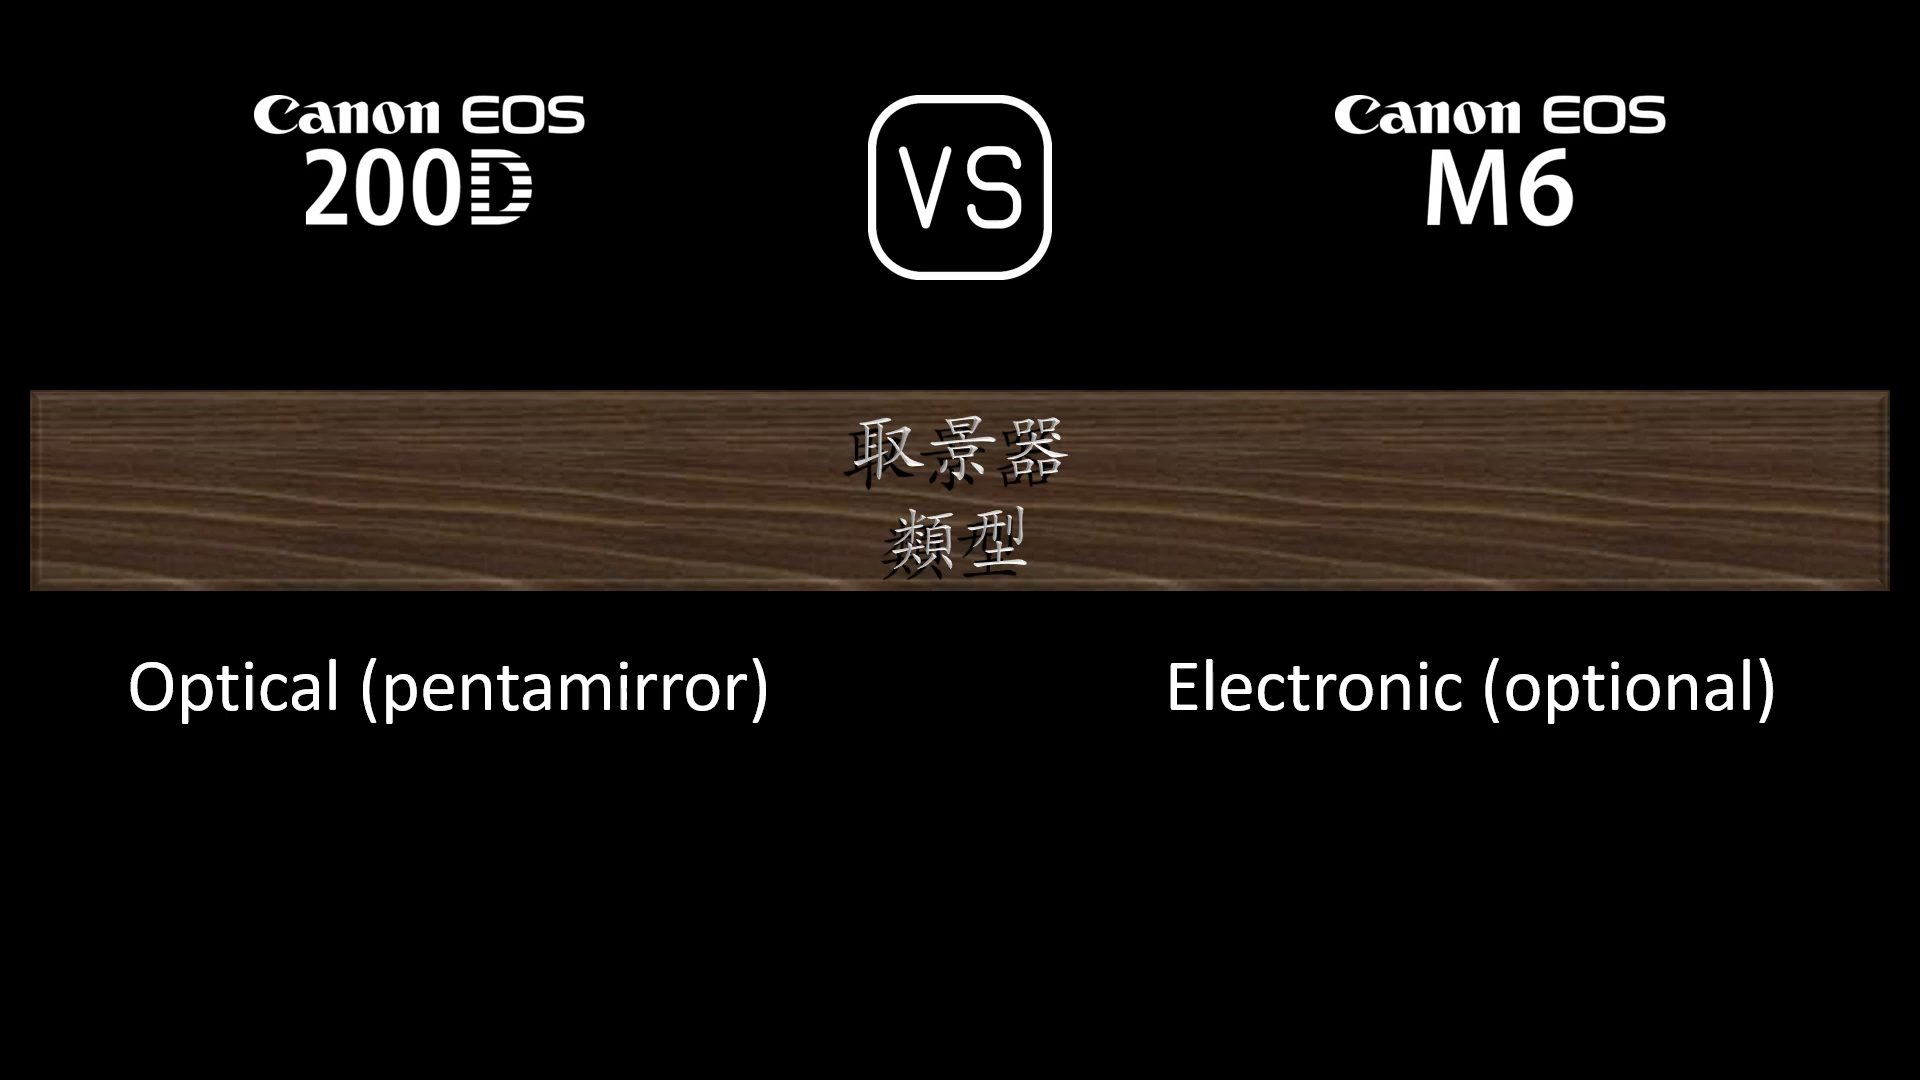 Canon EOS
200D
VS
Canon EOS
M6
取景器
類型
Optical (pentamirror)
Electronic (optional)